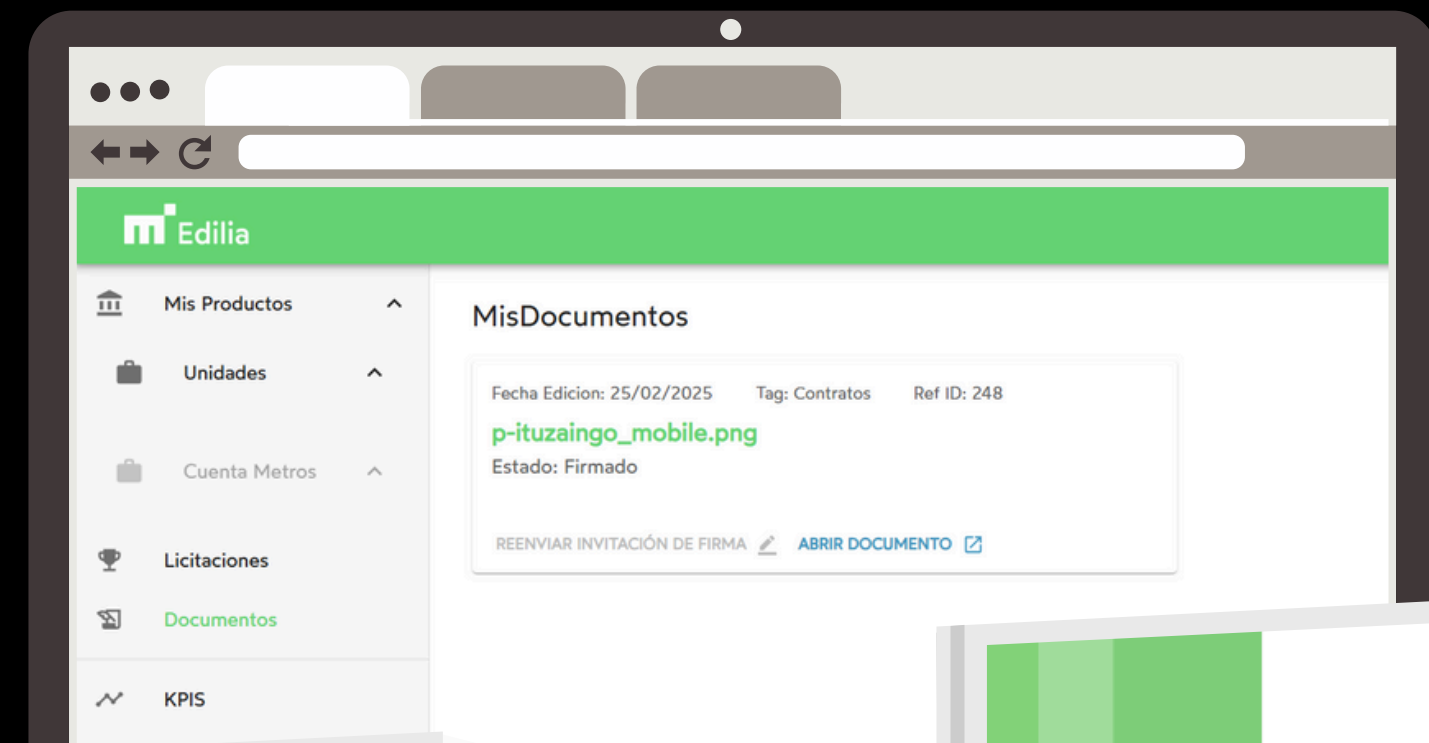 m² Edilia
Mis Productos
Unidades
Cuenta Metros
Licitaciones
Documentos
KPIS
MisDocumentos
Fecha Edicion: 25/02/2025 Tag: Contratos Ref ID: 248
p-ituzaingo_mobile.png
Estado: Firmado
REENVIAR INVITACIÓN DE FIRMA ABRIR DOCUMENTO